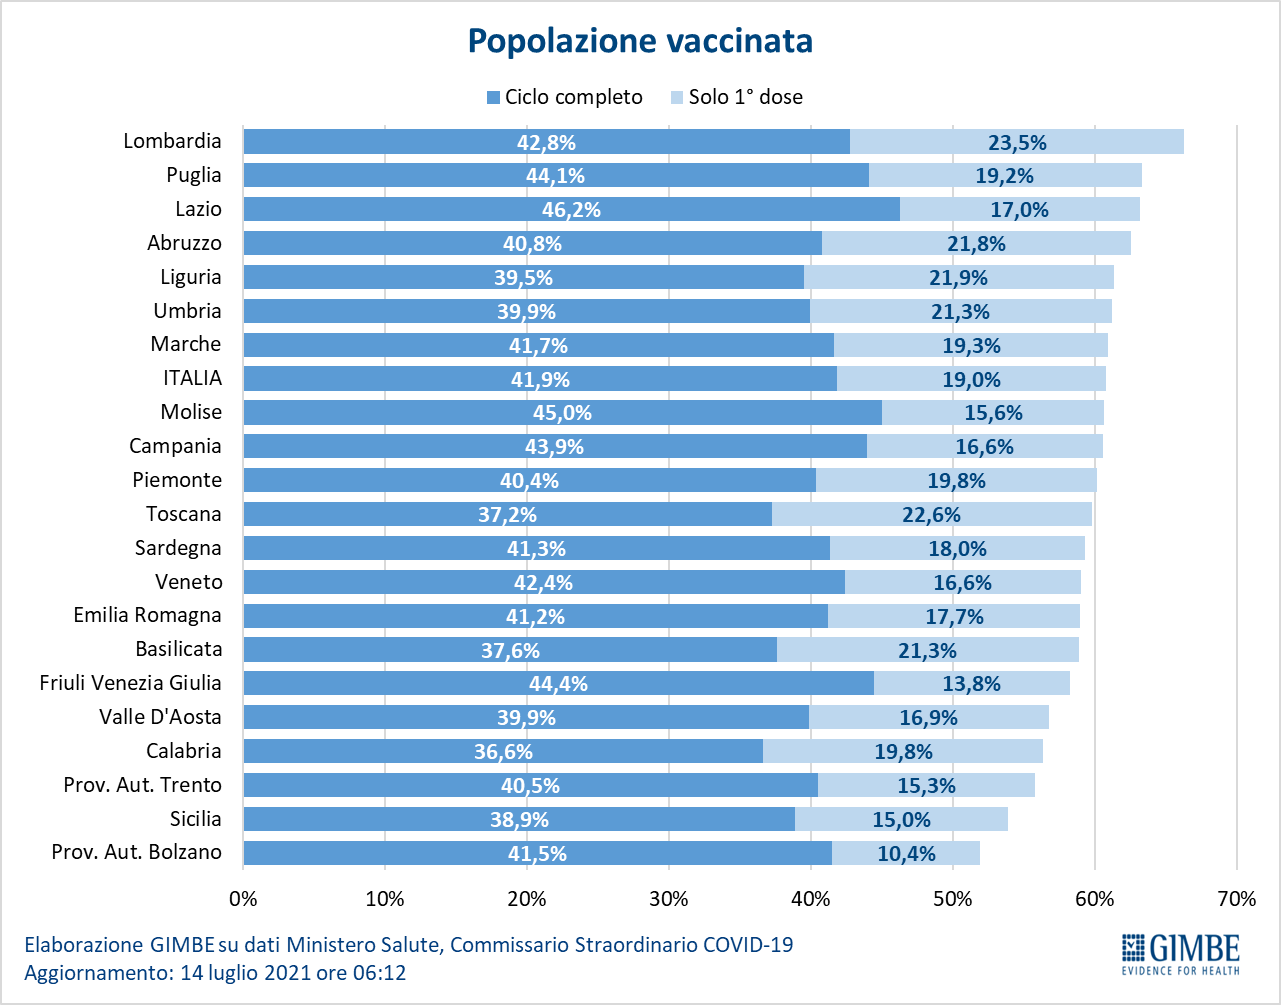 Popolazione vaccinata
Ciclo completo Solo 1° dose
Lombardia 42,8% 23,5%
Puglia 44,1% 19,2%
Lazio 46,2% 17,0%
Abruzzo 40,8% 21,8%
Liguria 39,5% 21,9%
Umbria 39,9% 21,3%
Marche 41,7% 19,3%
ITALIA 41,9% 19,0%
Molise 45,0% 15,6%
Campania 43,9% 16,6%
Piemonte 40,4% 19,8%
Toscana 37,2% 22,6%
Sardegna 41,3% 18,0%
Veneto 42,4% 16,6%
Emilia Romagna 41,2% 17,7%
Basilicata 37,6% 21,3%
Friuli Venezia Giulia 44,4% 13,8%
Valle D'Aosta 39,9% 16,9%
Calabria 36,6% 19,8%
Prov. Aut. Trento 40,5% 15,3%
Sicilia 38,9% 15,0%
Prov. Aut. Bolzano 41,5% 10,4%
0% 10% 20% 30% 40% 50% 60% 70%
Elaborazione GIMBE su dati Ministero Salute, Commissario Straordinario COVID-19
Aggiornamento: 14 luglio 2021 ore 06:12
GIMBE
EVIDENCE FOR HEALTH